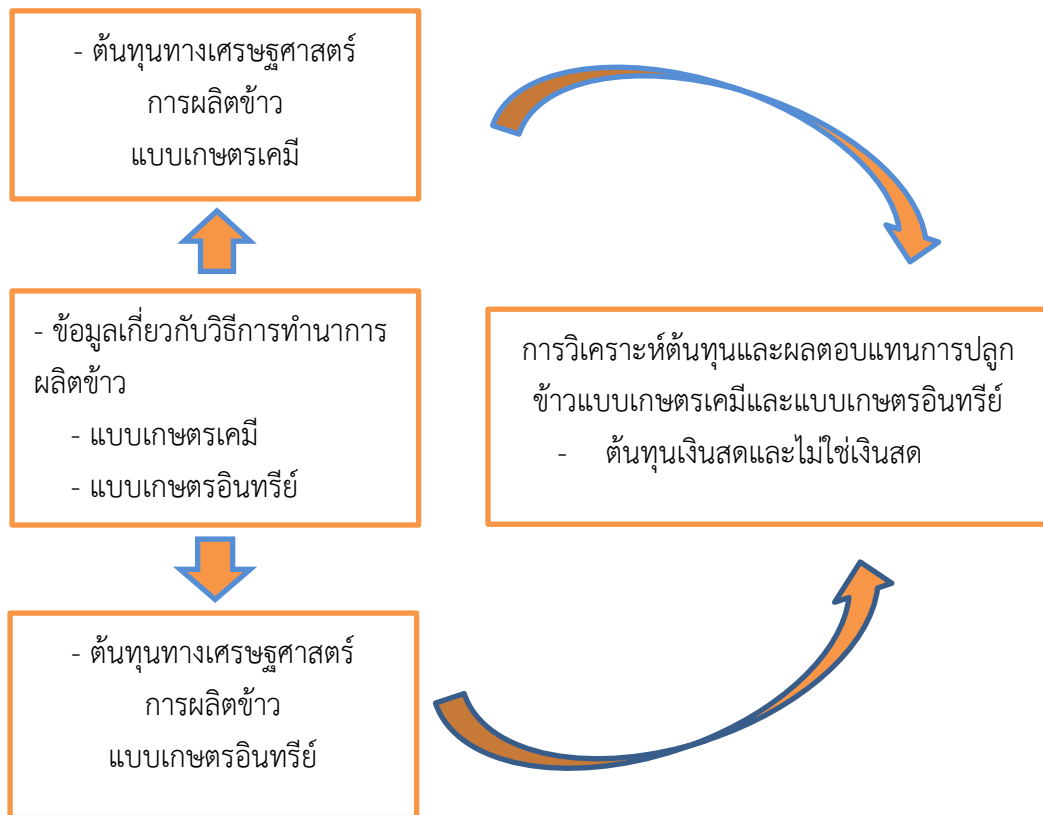 - ต้นทุนทางเศรษฐศาสตร์
การผลิตข้าว
แบบเกษตรเคมี
- ข้อมูลเกี่ยวกับวิธีการทำนาการ
ผลิตข้าว
- แบบเกษตรเคมี
- แบบเกษตรอินทรีย์
- ต้นทุนทางเศรษฐศาสตร์
การผลิตข้าว
แบบเกษตรอินทรีย์
การวิเคราะห์ต้นทุนและผลตอบแทนการปลูก
ข้าวแบบเกษตรเคมีและแบบเกษตรอินทรีย์
- ต้นทุนเงินสดและไม่ใช่เงินสด